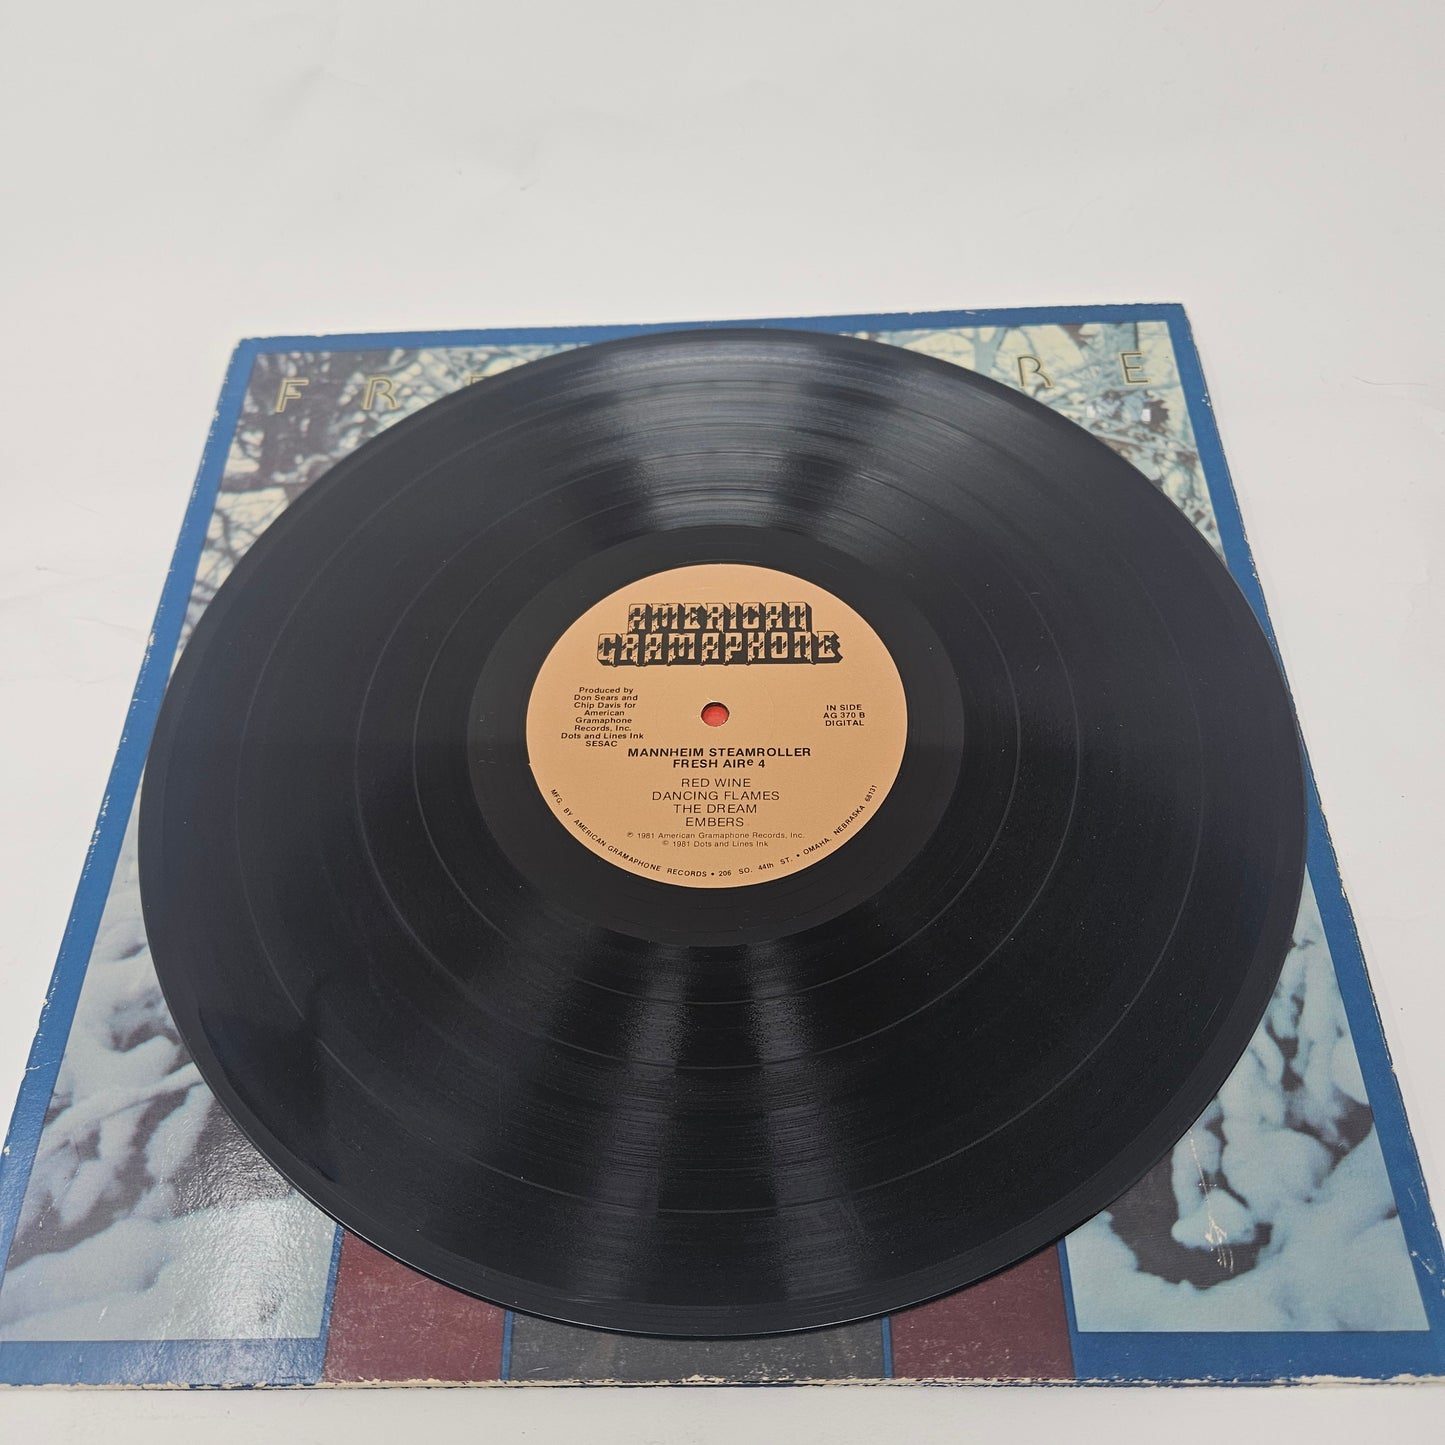 FR
RE
AMERICAN
GRAMAPHONE
Produced by
Don Sears and
Chip Davis for
American
Gramaphone
Records, Inc.
Dots and Lines Ink
SESAC
IN SIDE
AG 370 B
DIGITAL
MANNHEIM STEAMROLLER
FRESH AIRe 4
RED WINE
DANCING FLAMES
THE DREAM
EMBERS
℗ 1981 American Gramaphone Records, Inc.
© 1981 Dots and Lines Ink
MFG. BY AMERICAN GRAMAPHONE RECORDS • 206 SO. 44th ST. • OMAHA, NEBRASKA 68131